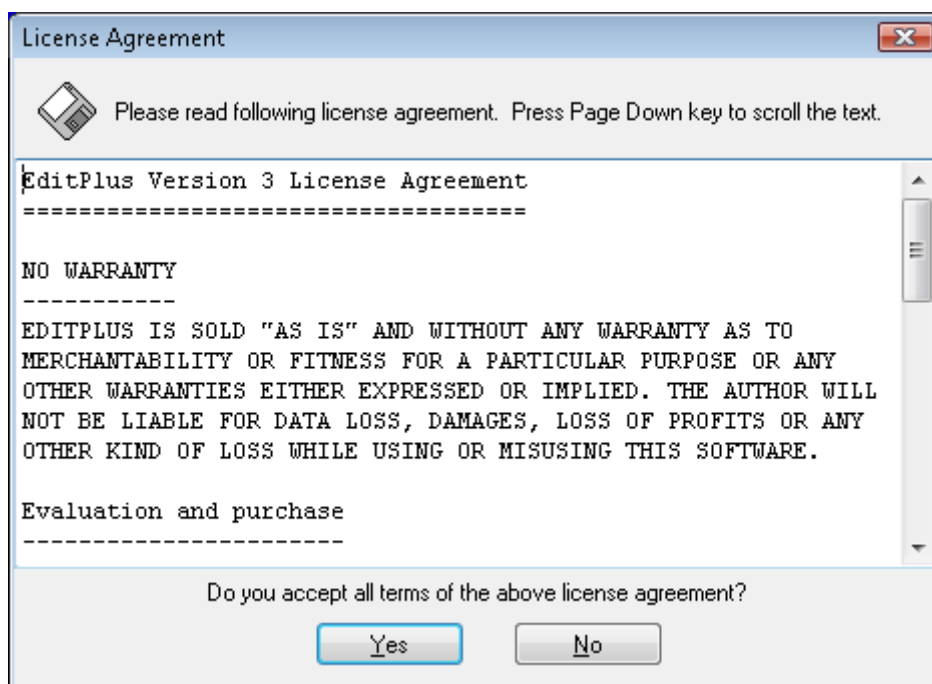 License Agreement
Please read following license agreement.  Press Page Down key to scroll the text.
EditPlus Version 3 License Agreement
====================================
NO WARRANTY
-----------
EDITPLUS IS SOLD "AS IS" AND WITHOUT ANY WARRANTY AS TO
MERCHANTABILITY OR FITNESS FOR A PARTICULAR PURPOSE OR ANY
OTHER WARRANTIES EITHER EXPRESSED OR IMPLIED. THE AUTHOR WILL
NOT BE LIABLE FOR DATA LOSS, DAMAGES, LOSS OF PROFITS OR ANY
OTHER KIND OF LOSS WHILE USING OR MISUSING THIS SOFTWARE.
Evaluation and purchase
-----------------------
Do you accept all terms of the above license agreement?
Yes No